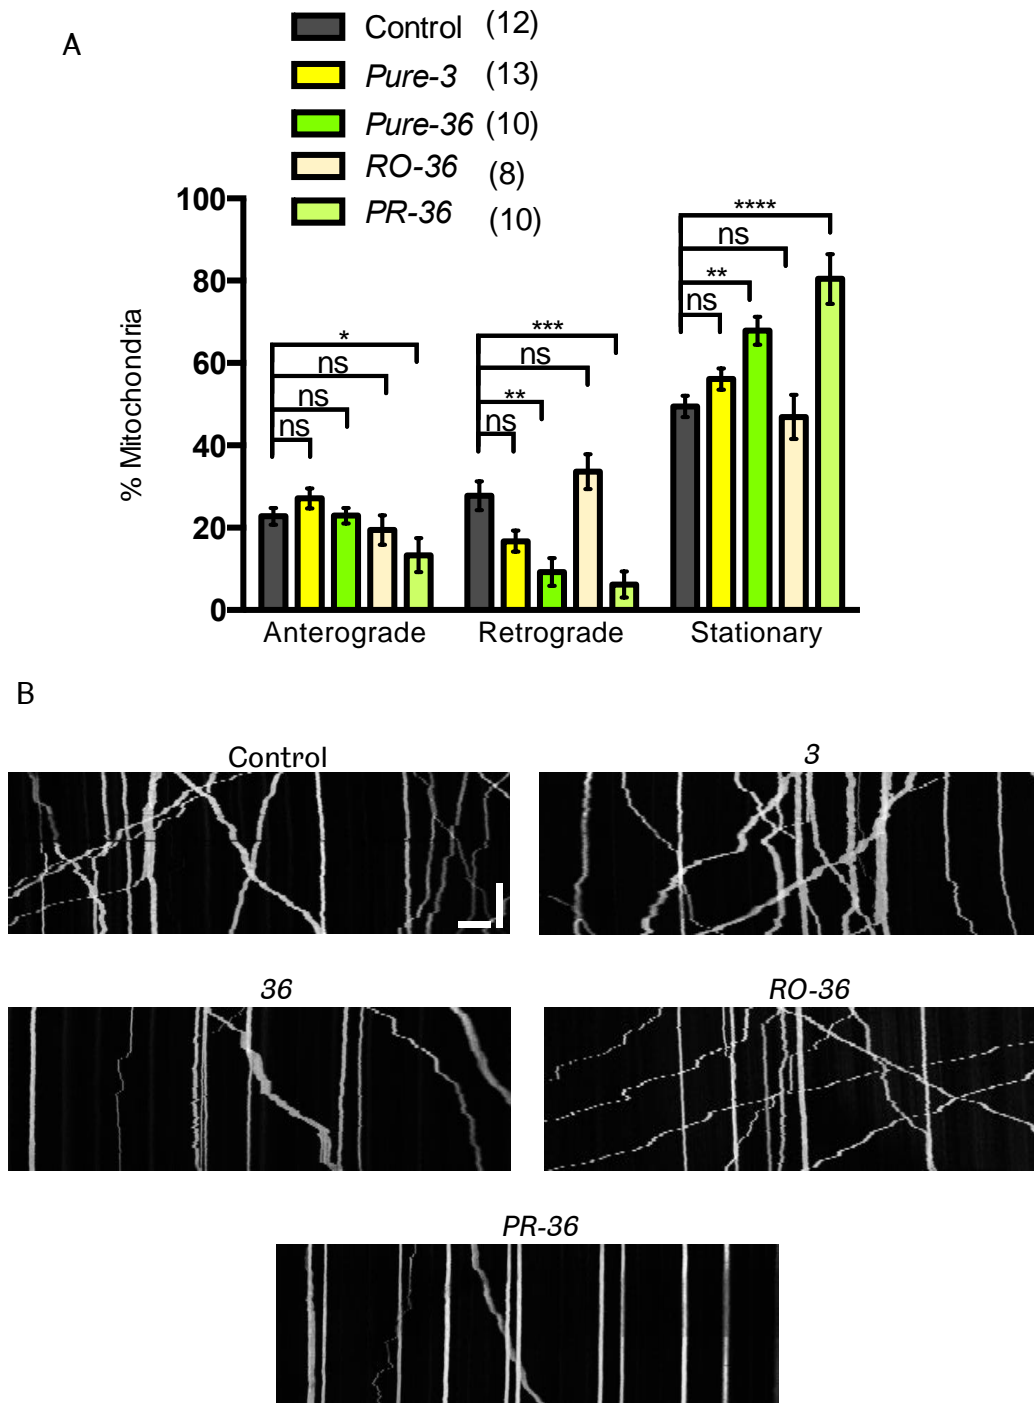 A
Control (12)
Pure-3 (13)
Pure-36 (10)
RO-36 (8)
PR-36 (10)
% Mitochondria
100
80
60
40
20
0
*
ns
ns
ns
***
ns
**
ns
****
ns
**
ns
Anterograde Retrograde Stationary
B
Control 3
36 RO-36
PR-36